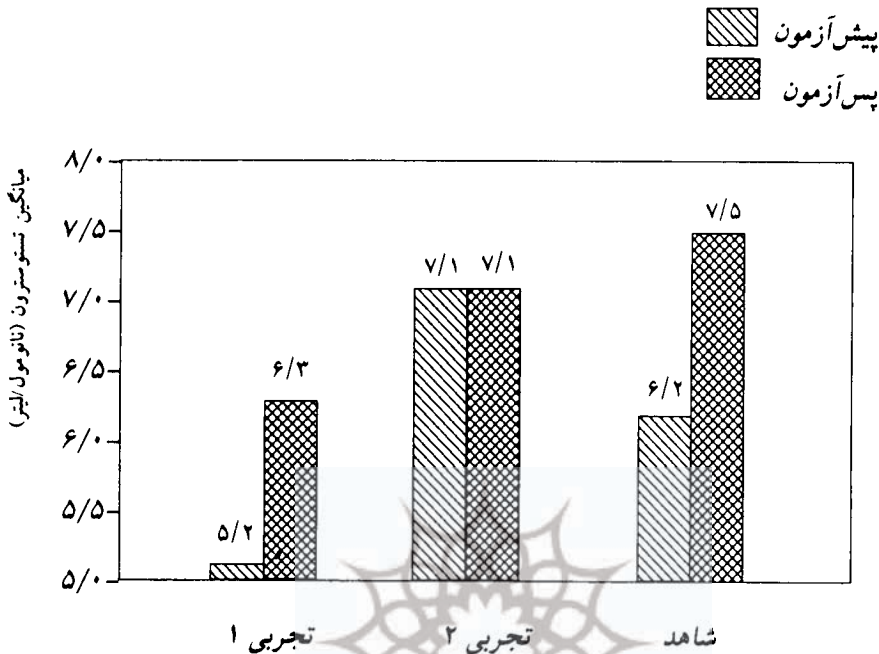 پیش‌آزمون
پس‌آزمون
میانگین تستوسترون (نانومول/لیتر)
۸/۰
۷/۵
۷/۰
۶/۵
۶/۰
۵/۵
۵/۰
۵/۲
۶/۳
۷/۱
۷/۱
۶/۲
۷/۵
تجربی ۱
تجربی ۲
شاهد